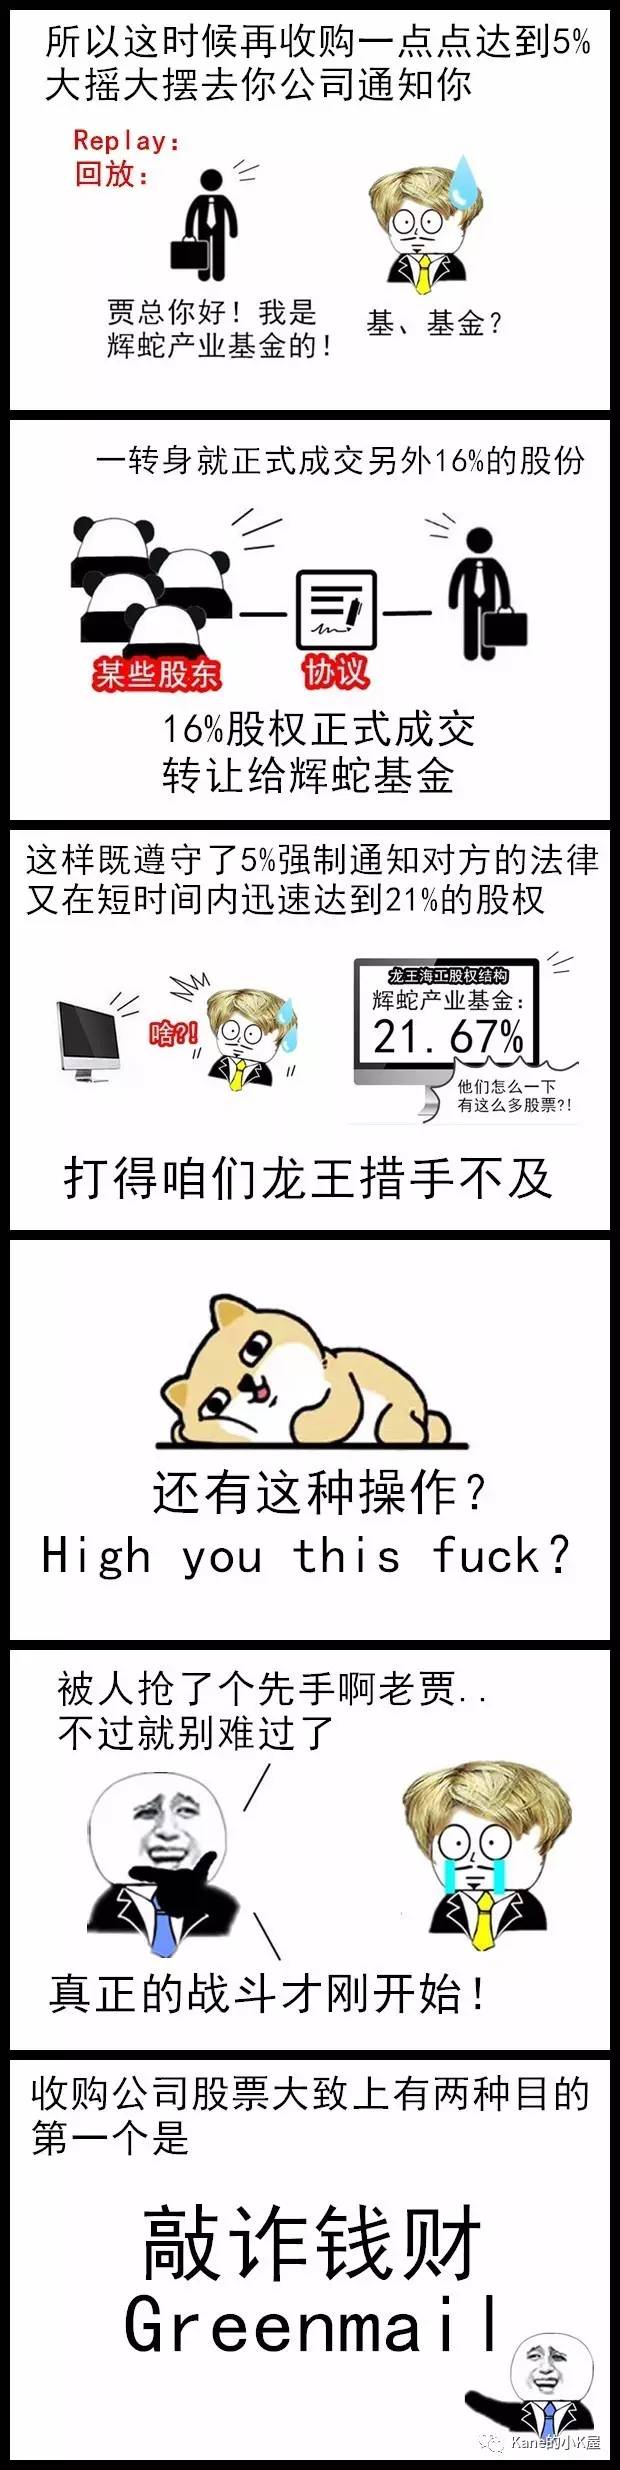 所以这时候再收购一点点达到5%
大摇大摆去你公司通知你
Replay:
回放:
贾总你好！我是
辉蛇产业基金的！
基、基金？
一转身就正式成交另外16%的股份
某些股东
协议
16%股权正式成交
转让给辉蛇基金
这样既遵守了5%强制通知对方的法律
又在短时间内迅速达到21%的股权
啥?!
龙王海工股权结构
辉蛇产业基金:
21.67%
他们怎么一下
有这么多股票?!
打得咱们龙王措手不及
还有这种操作？
High you this fuck?
被人抢了个先手啊老贾..
不过就别难过了
真正的战斗才刚开始！
收购公司股票大致上有两种目的
第一个是
敲诈钱财
Greenmail
Kane的小K屋